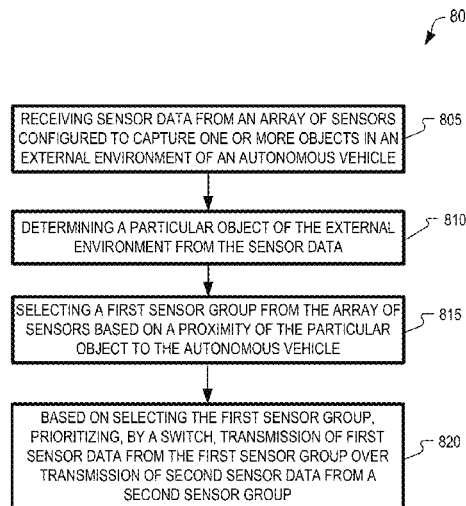 80
RECEIVING SENSOR DATA FROM AN ARRAY OF SENSORS
CONFIGURED TO CAPTURE ONE OR MORE OBJECTS IN AN
EXTERNAL ENVIRONMENT OF AN AUTONOMOUS VEHICLE
805
DETERMINING A PARTICULAR OBJECT OF THE EXTERNAL
ENVIRONMENT FROM THE SENSOR DATA
810
SELECTING A FIRST SENSOR GROUP FROM THE ARRAY OF
SENSORS BASED ON A PROXIMITY OF THE PARTICULAR
OBJECT TO THE AUTONOMOUS VEHICLE
815
BASED ON SELECTING THE FIRST SENSOR GROUP,
PRIORITIZING, BY A SWITCH, TRANSMISSION OF FIRST
SENSOR DATA FROM THE FIRST SENSOR GROUP OVER
TRANSMISSION OF SECOND SENSOR DATA FROM A
SECOND SENSOR GROUP
820